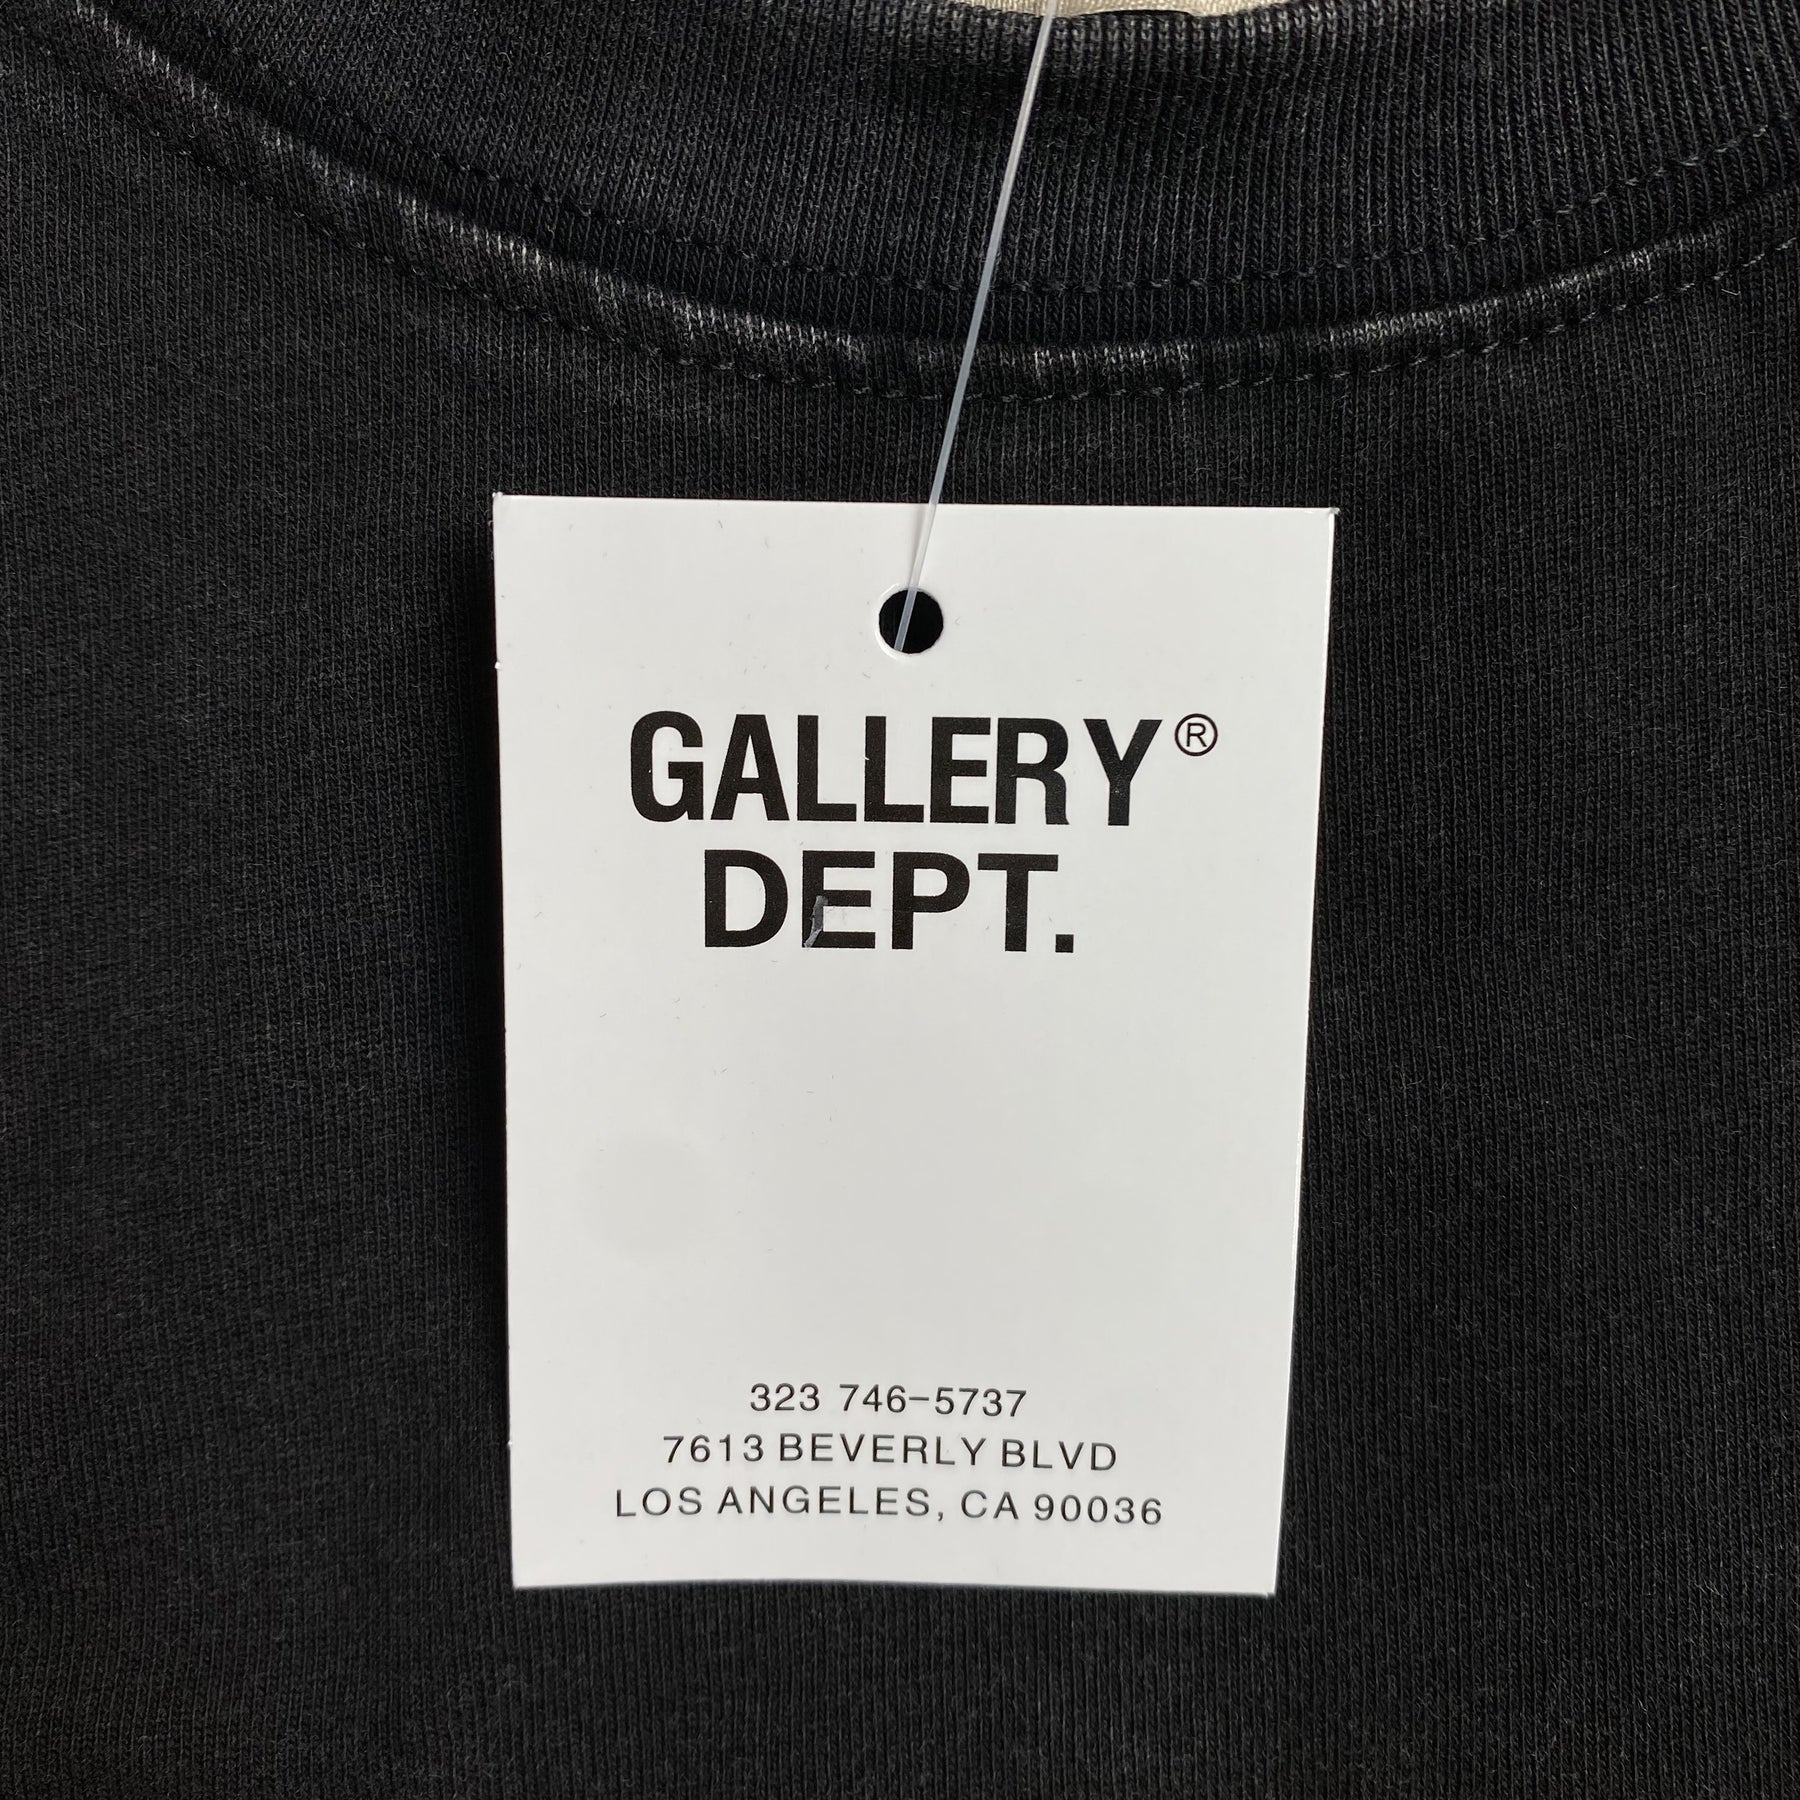 GALLERY®
DEPT.
323 746-5737
7613 BEVERLY BLVD
LOS ANGELES, CA 90036